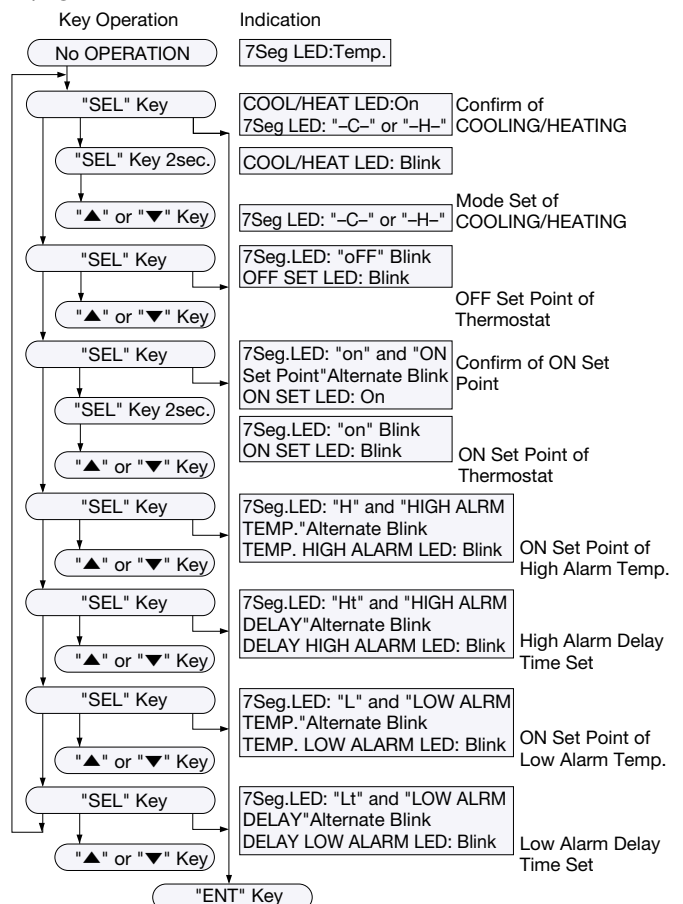 Key Operation Indication
No OPERATION 7Seg LED:Temp.
"SEL" Key COOL/HEAT LED:On Confirm of
7Seg LED: "–C–" or "–H–" COOLING/HEATING
"SEL" Key 2sec. COOL/HEAT LED: Blink
Mode Set of
"▲" or "▼" Key 7Seg LED: "–C–" or "–H–" COOLING/HEATING
"SEL" Key 7Seg.LED: "oFF" Blink
OFF SET LED: Blink
OFF Set Point of
"▲" or "▼" Key Thermostat
"SEL" Key 7Seg.LED: "on" and "ON
Set Point"Alternate Blink Confirm of ON Set
ON SET LED: On Point
"SEL" Key 2sec.
7Seg.LED: "on" Blink
ON SET LED: Blink ON Set Point of
"▲" or "▼" Key Thermostat
"SEL" Key 7Seg.LED: "H" and "HIGH ALRM
TEMP."Alternate Blink
TEMP. HIGH ALARM LED: Blink ON Set Point of
"▲" or "▼" Key High Alarm Temp.
"SEL" Key 7Seg.LED: "Ht" and "HIGH ALRM
DELAY"Alternate Blink
DELAY HIGH ALARM LED: Blink High Alarm Delay
"▲" or "▼" Key Time Set
"SEL" Key 7Seg.LED: "L" and "LOW ALRM
TEMP."Alternate Blink
TEMP. LOW ALARM LED: Blink ON Set Point of
"▲" or "▼" Key Low Alarm Temp.
"SEL" Key 7Seg.LED: "Lt" and "LOW ALRM
DELAY"Alternate Blink
DELAY LOW ALARM LED: Blink Low Alarm Delay
"▲" or "▼" Key Time Set
"ENT" Key